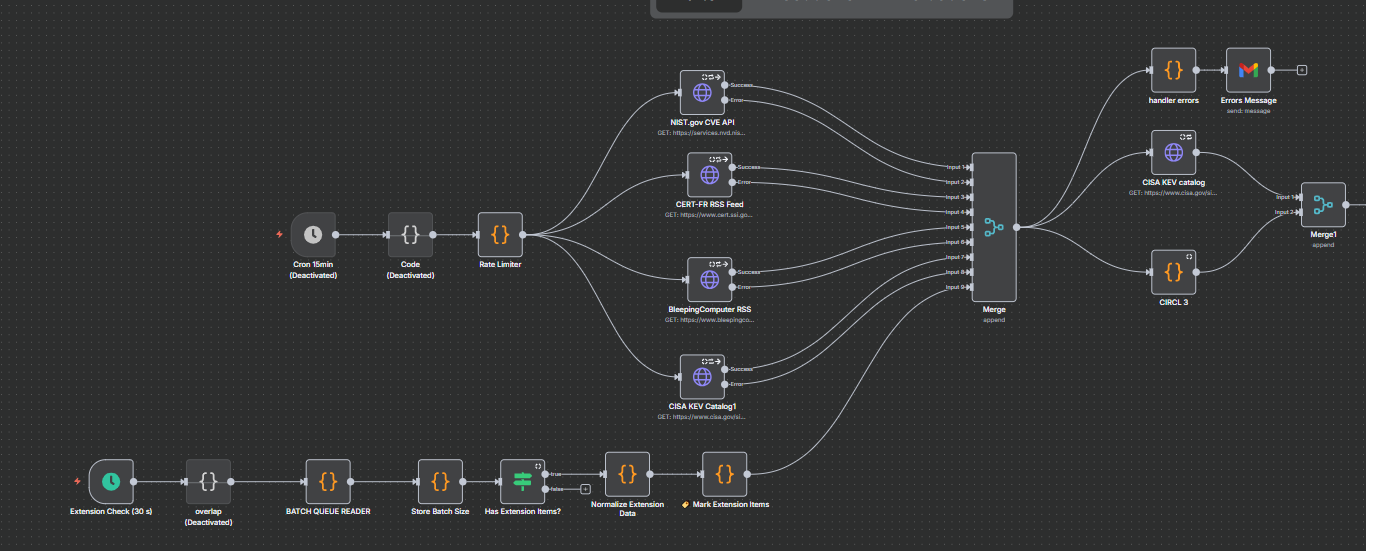 Success
Error
NIST.gov CVE API
GET: https://services.nvd.nis...
Success
Error
CERT-FR RSS Feed
GET: https://www.cert.ssi.go...
Success
Error
BleepingComputer RSS
GET: https://www.bleepingco...
Success
Error
CISA KEV Catalog1
GET: https://www.cisa.gov/si...
Cron 15min
(Deactivated)
Code
(Deactivated)
Rate Limiter
Input 1
Input 2
Input 3
Input 4
Input 5
Input 6
Input 7
Input 8
Input 9
Merge
append
handler errors
Errors Message
send: message
CISA KEV catalog
GET: https://www.cisa.gov/si...
CIRCL 3
Input 1
Input 2
Merge1
append
Extension Check (30 s)
overlap
(Deactivated)
BATCH QUEUE READER
Store Batch Size
true
false
Has Extension Items?
Normalize Extension
Data
Mark Extension Items